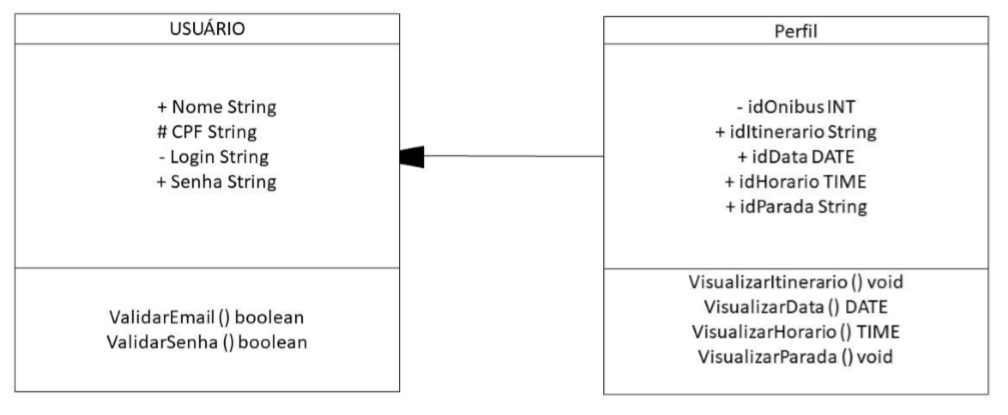 USUÁRIO
+ Nome String
# CPF String
- Login String
+ Senha String
ValidarEmail () boolean
ValidarSenha () boolean
Perfil
- idOnibus INT
+ idItinerario String
+ idData DATE
+ idHorario TIME
+ idParada String
VisualizarItinerario () void
VisualizarData () DATE
VisualizarHorario () TIME
VisualizarParada () void